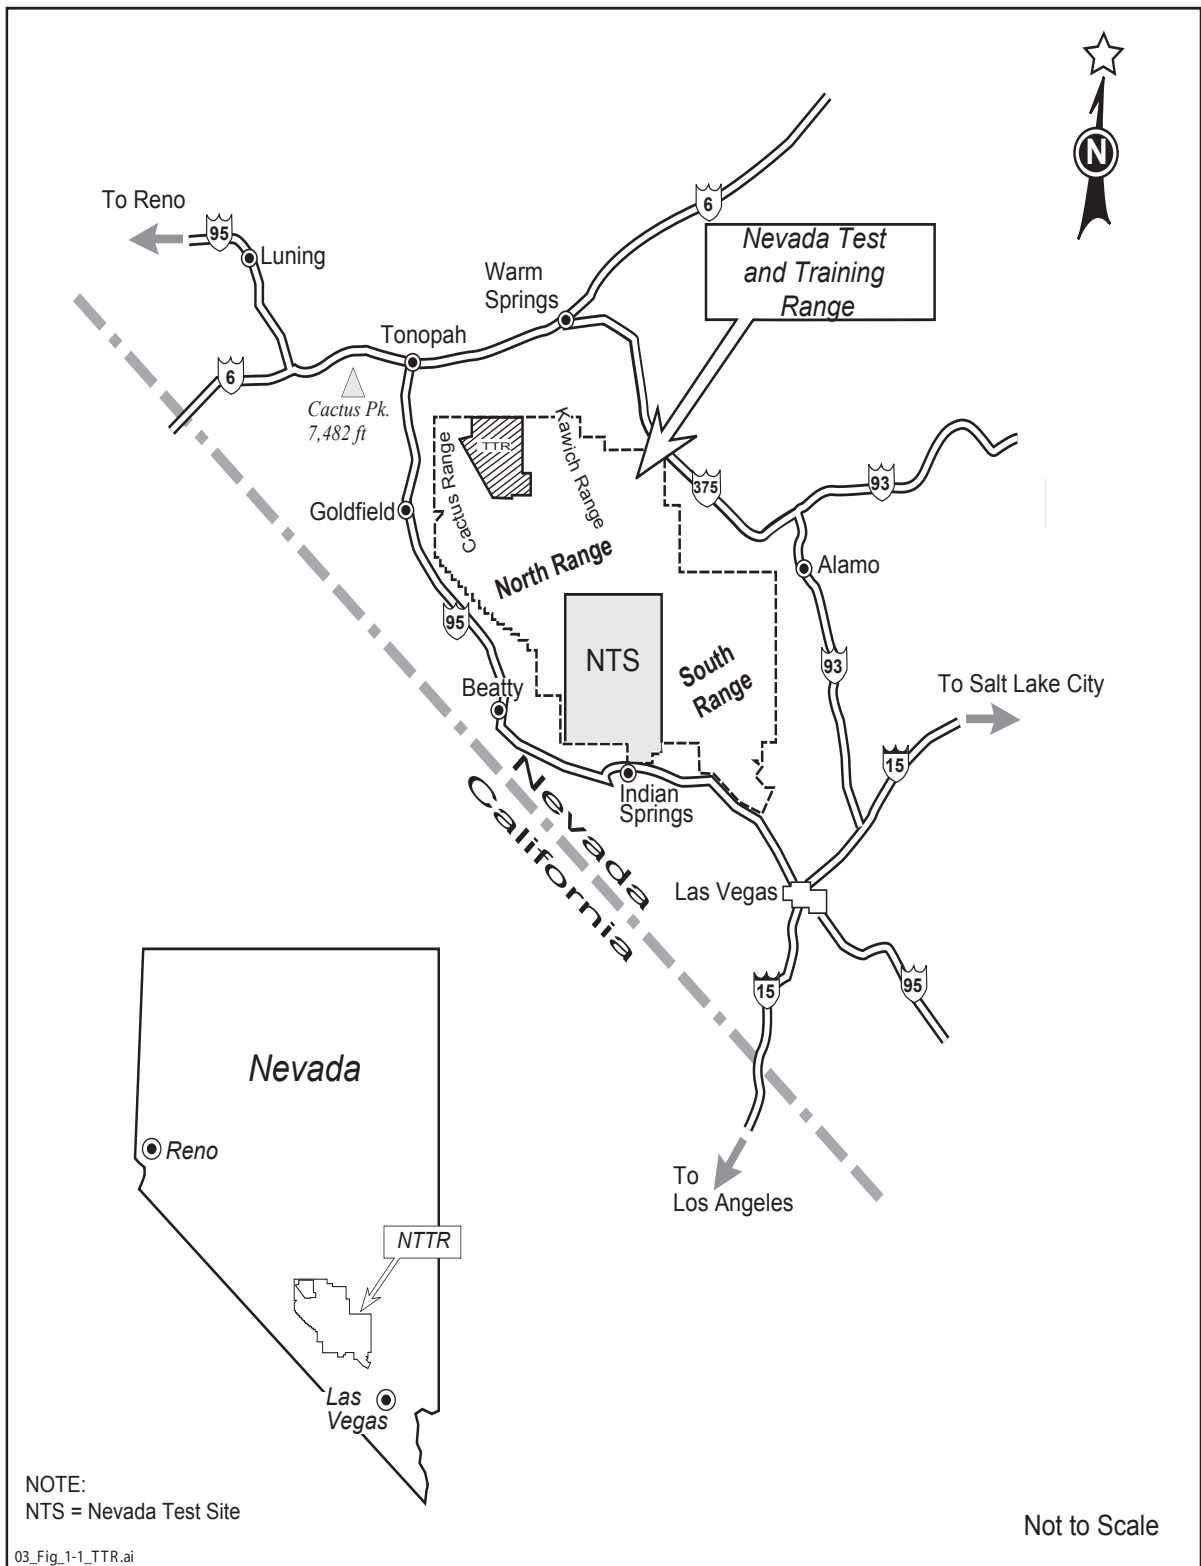 N
6
To Reno
95
Luning
Nevada Test
and Training
Range
Warm
Springs
Tonopah
6
Cactus Pk.
7,482 ft
Kawich Range
TTR
Cactus Range
375
93
Goldfield
North Range
Alamo
95
NTS
South
Range
93
Beatty
To Salt Lake City
15
Indian
Springs
Nevada
California
Las Vegas
15
95
To
Los Angeles
Nevada
Reno
NTTR
Las
Vegas
NOTE:
NTS = Nevada Test Site
Not to Scale
03_Fig_1-1_TTR.ai